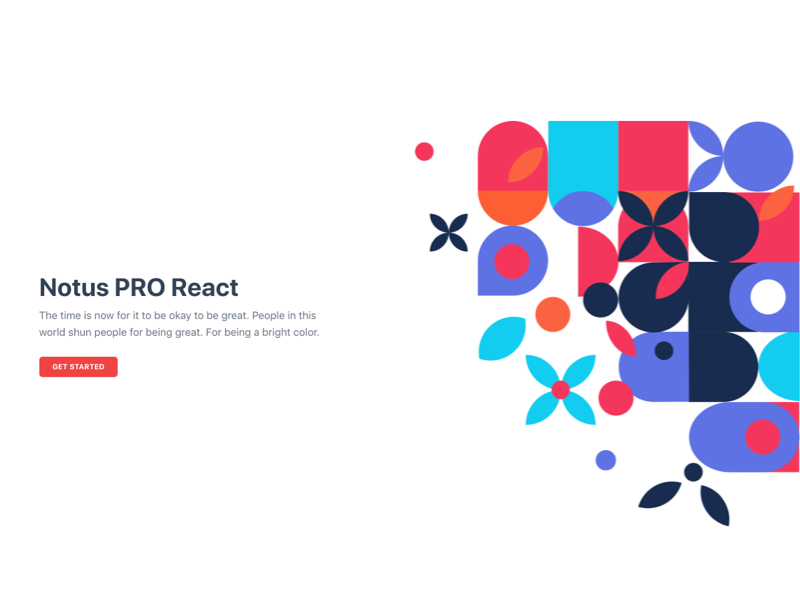 Notus PRO React
The time is now for it to be okay to be great. People in this
world shun people for being great. For being a bright color.
GET STARTED